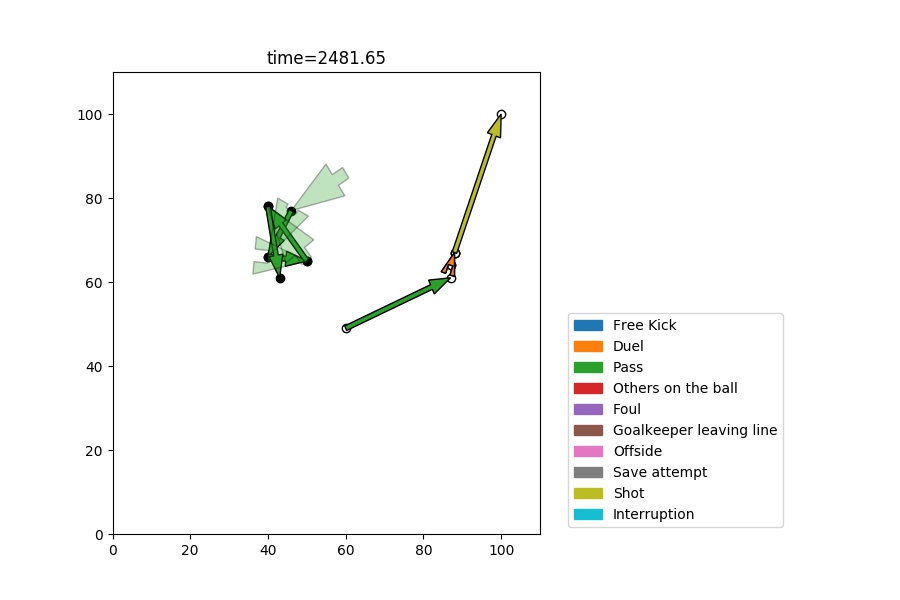 time=2481.65
100
80
60
40
20
0
0 20 40 60 80 100
Free Kick
Duel
Pass
Others on the ball
Foul
Goalkeeper leaving line
Offside
Save attempt
Shot
Interruption